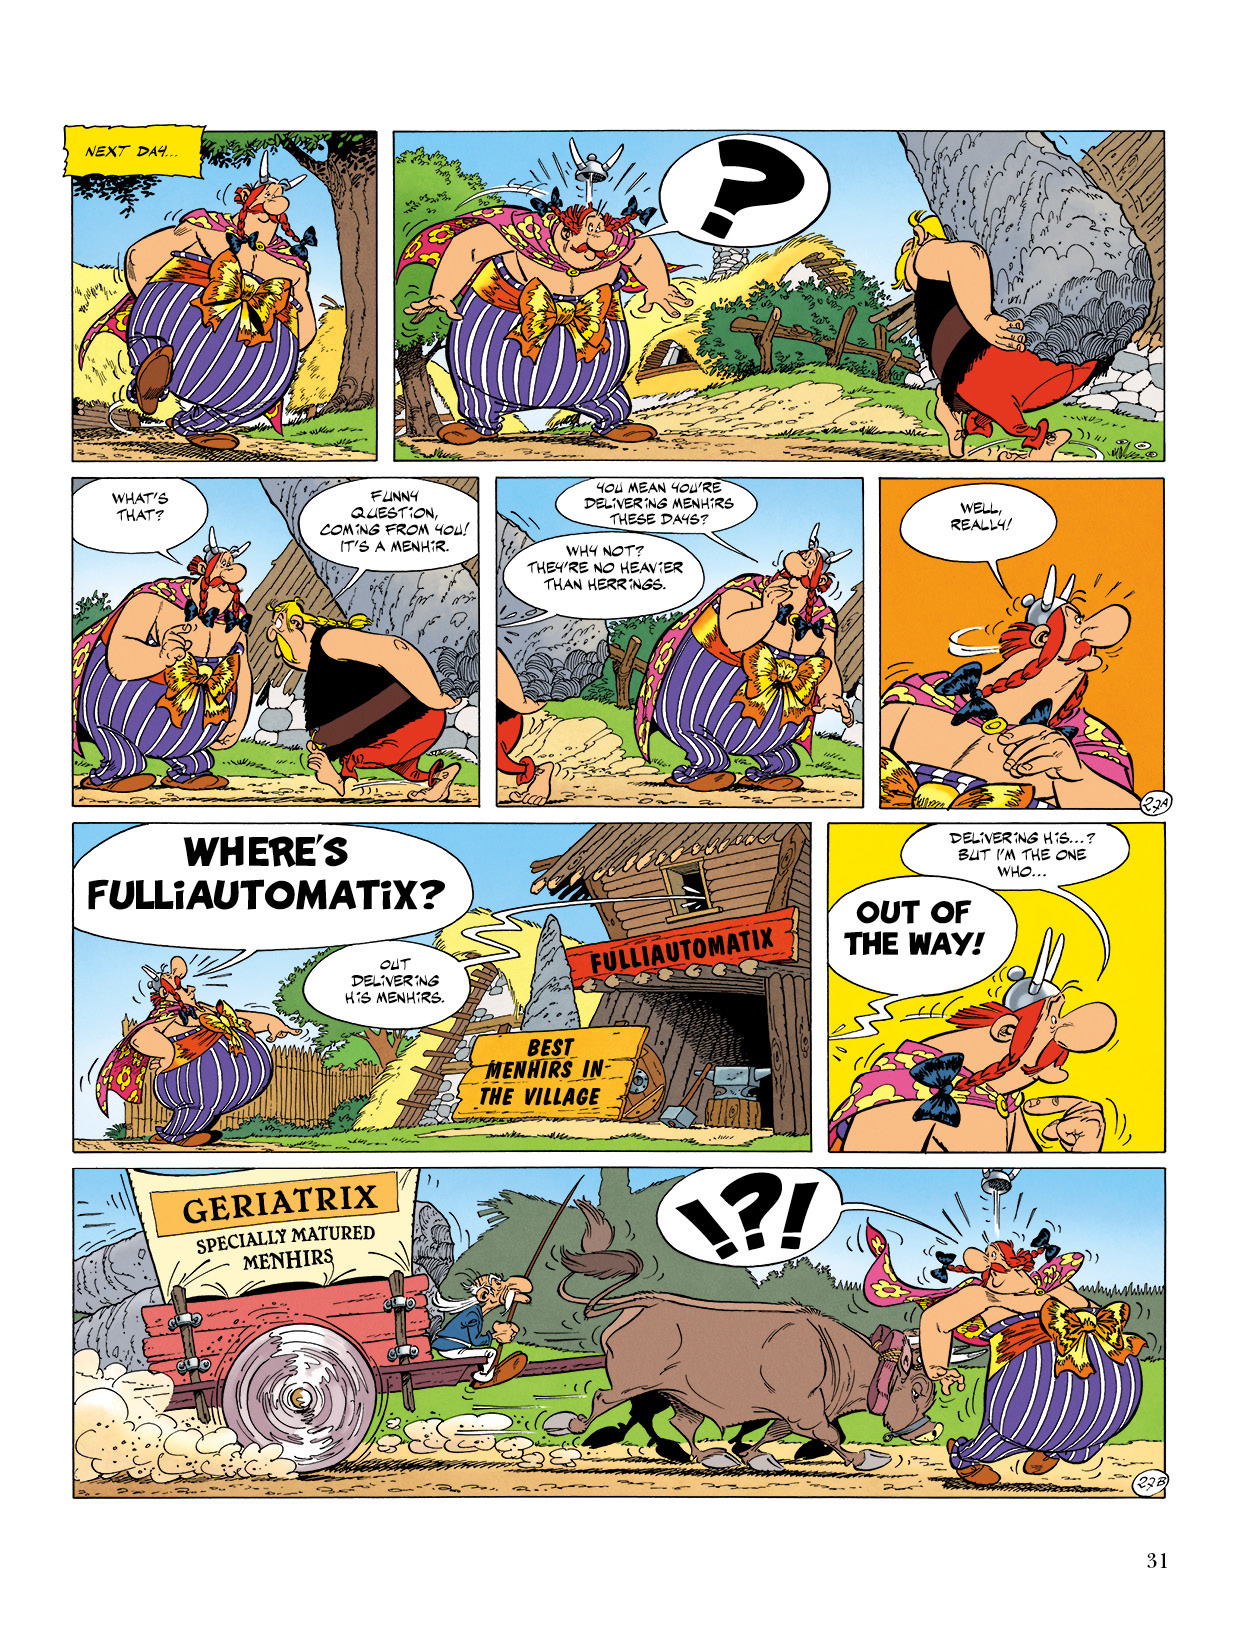 NEXT DAY...
?
WHAT'S
THAT?
FUNNY
QUESTION,
COMING FROM YOU!
IT'S A MENHIR.
YOU MEAN YOU'RE
DELIVERING MENHIRS
THESE DAYS?
WHY NOT?
THEY'RE NO HEAVIER
THAN HERRINGS.
WELL,
REALLY!
27A
WHERE'S
FULLiAUTOMATiX?
OUT
DELIVERING
HIS MENHIRS.
FULLIAUTOMATIX
BEST
MENHIRS IN
THE VILLAGE
DELIVERING HIS...?
BUT I'M THE ONE
WHO...
OUT OF
THE WAY!
GERIATRIX
SPECIALLY MATURED
MENHIRS
!?!
27B
31